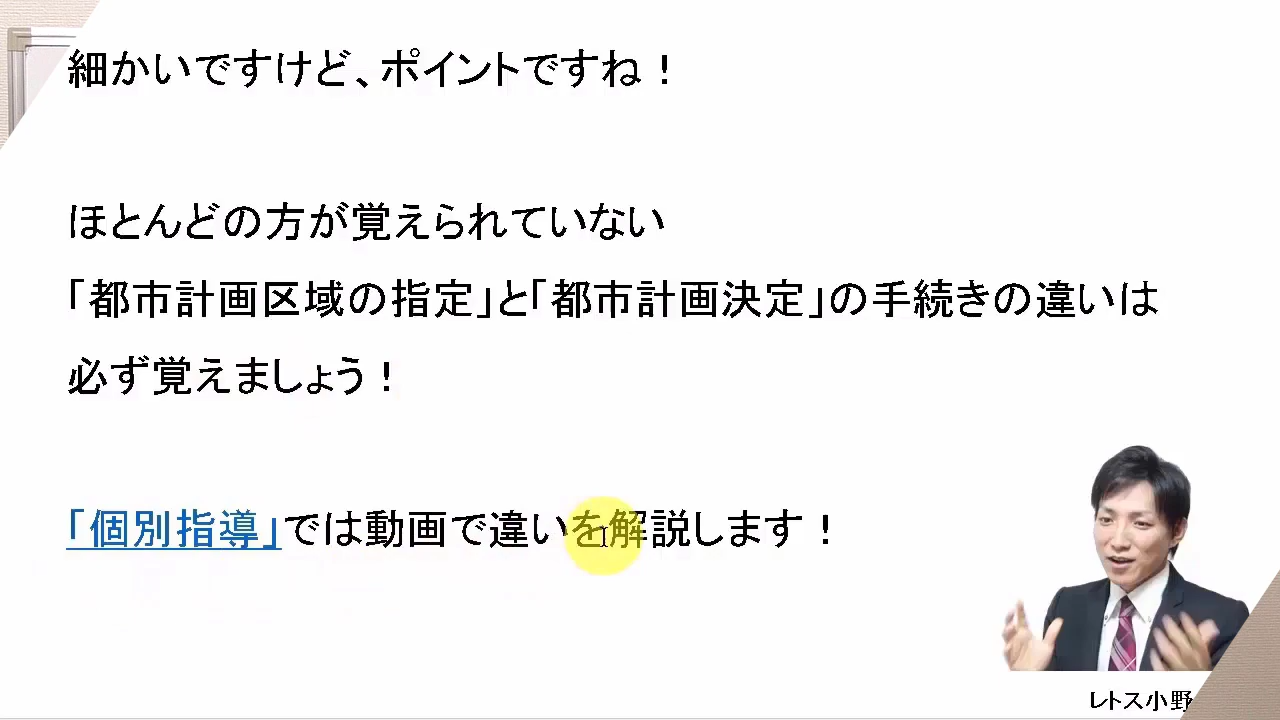 細かいですけど、ポイントですね！
ほとんどの方が覚えられていない
「都市計画区域の指定」と「都市計画決定」の手続きの違いは
必ず覚えましょう！
「個別指導」では動画で違いを解説します！
レトス小野